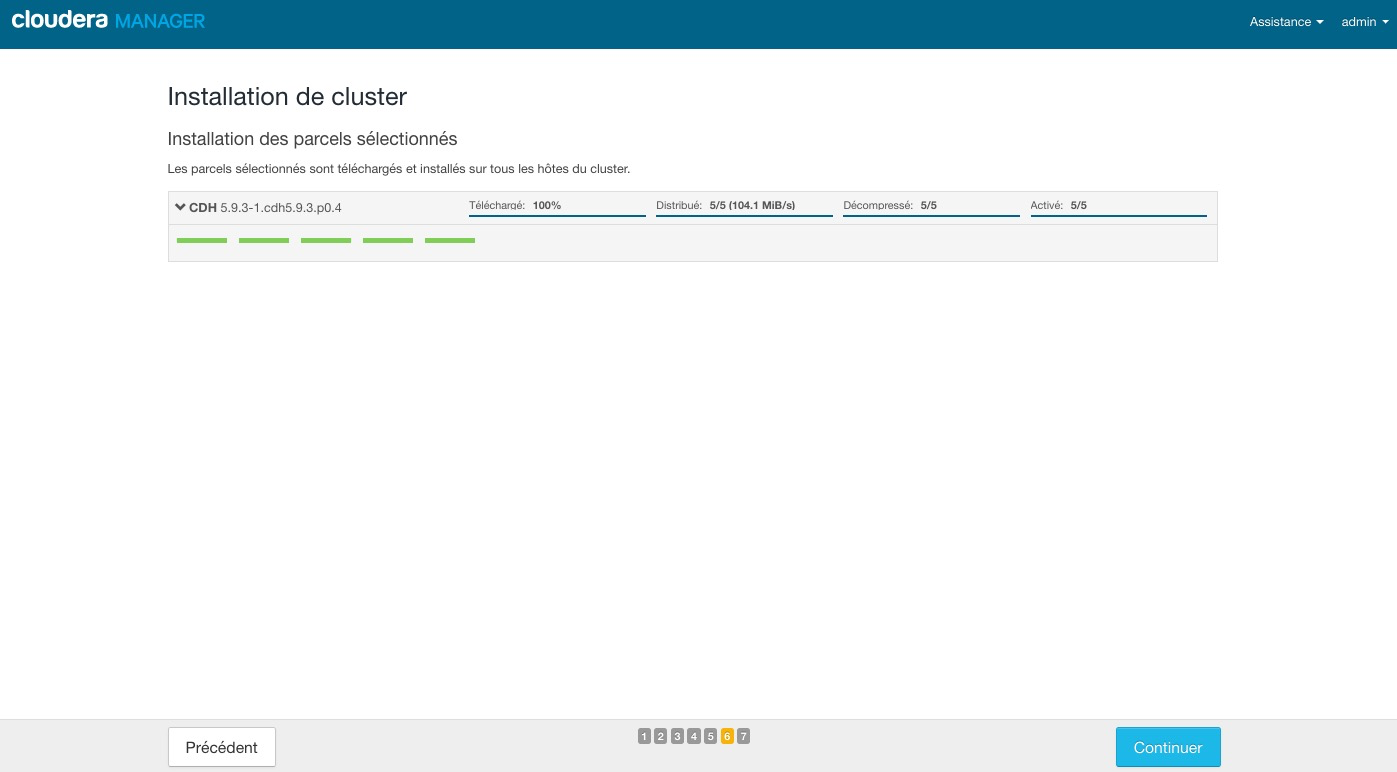 cloudera MANAGER Assistance admin
Installation de cluster
Installation des parcels sélectionnés
Les parcels sélectionnés sont téléchargés et installés sur tous les hôtes du cluster.
CDH 5.9.3-1.cdh5.9.3.p0.4 Téléchargé: 100% Distribué: 5/5 (104.1 MiB/s) Décompressé: 5/5 Activé: 5/5
Précédent 1 2 3 4 5 6 7 Continuer